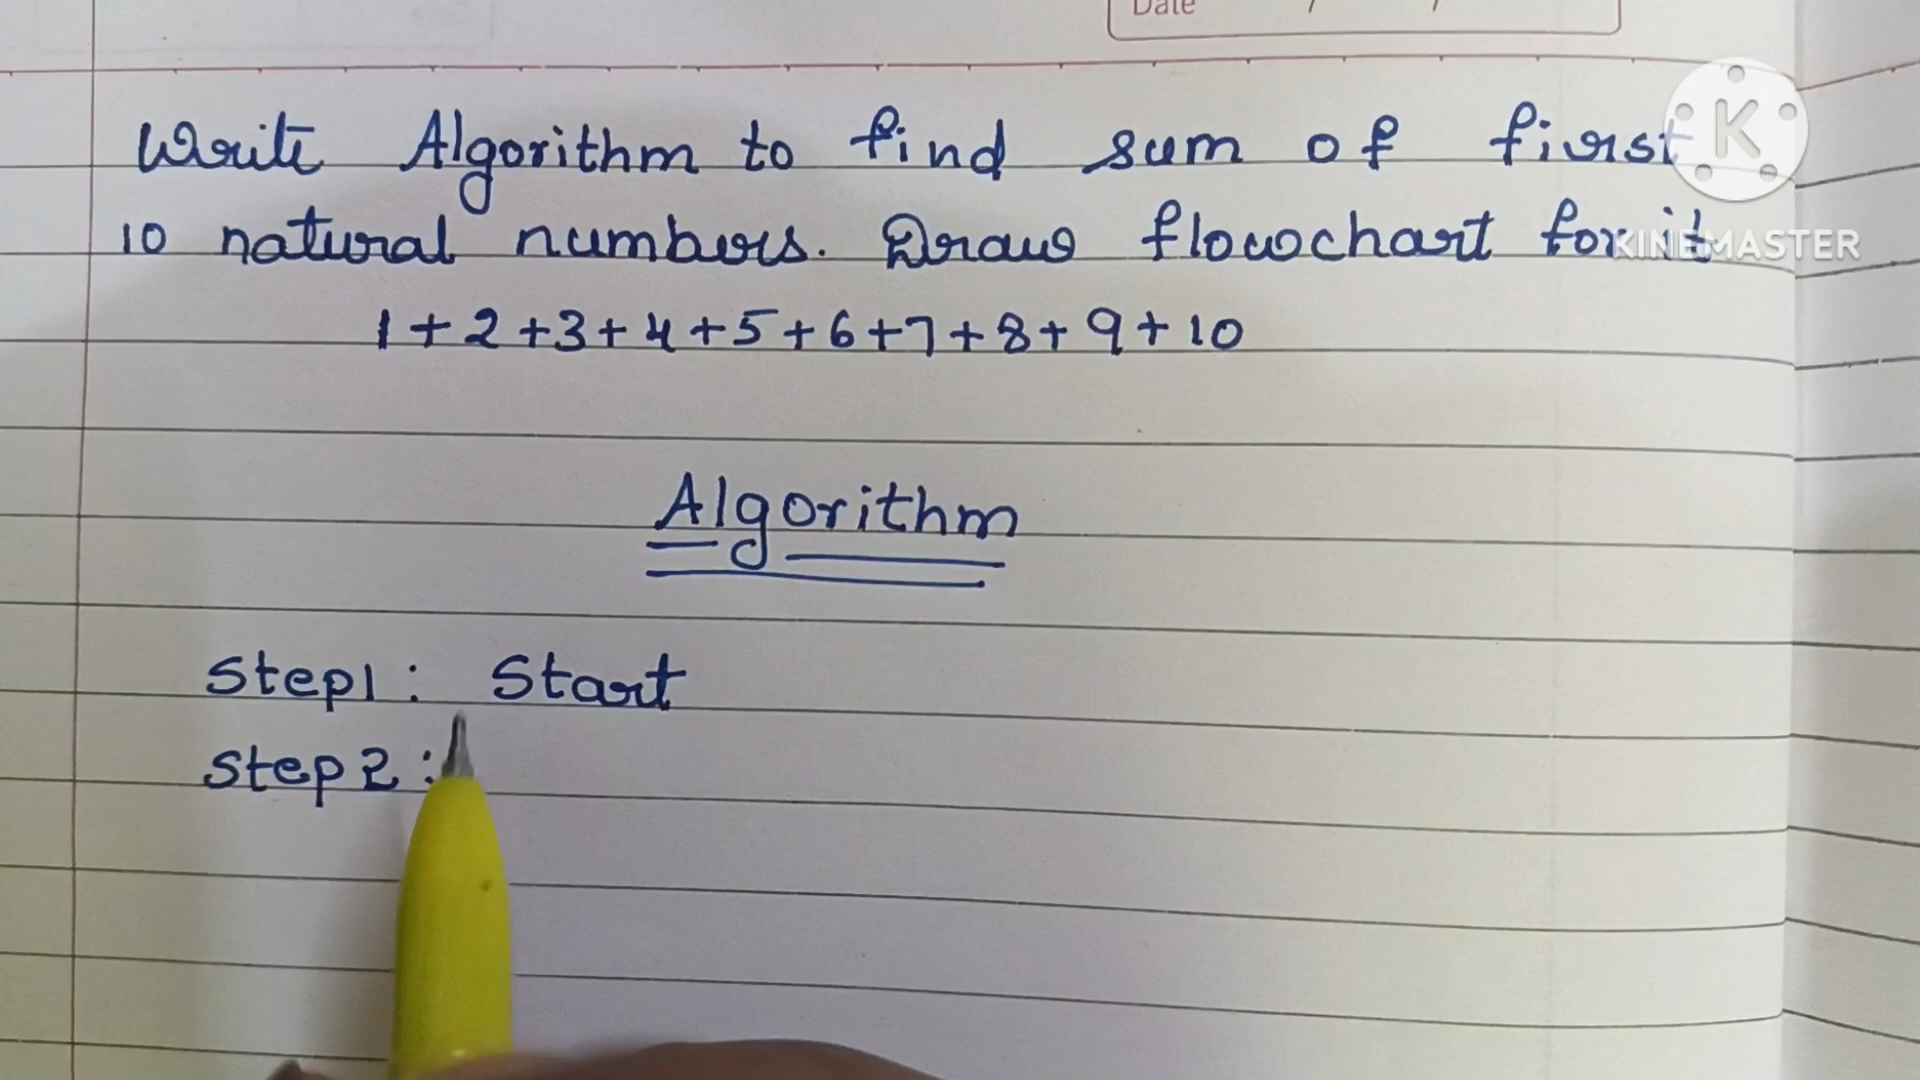 Date / /
Write Algorithm to find sum of first
10 natural numbers. Draw flowchart for it
1+2+3+4+5+6+7+8+9+10
Algorithm
Step1: Start
Step2:
K
KINEMASTER